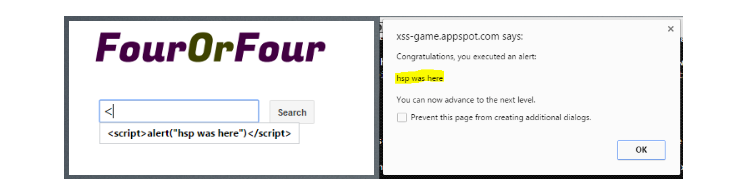 FourOrFour
<
Search
<script>alert("hsp was here")</script>
xss-game.appspot.com says:
×
Congratulations, you executed an alert:
hsp was here
You can now advance to the next level.
Prevent this page from creating additional dialogs.
OK